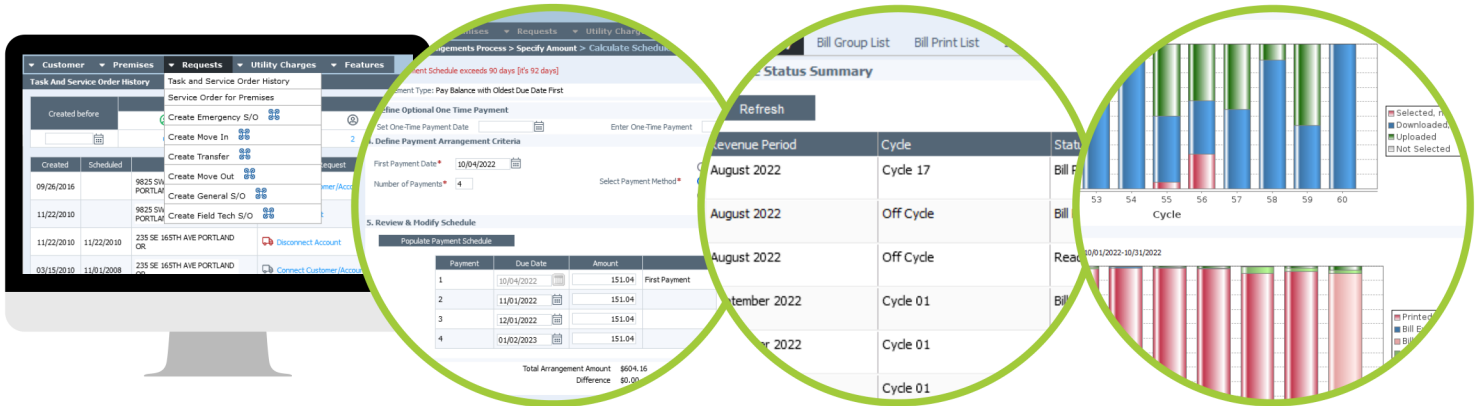 Customer Premises Requests Utility Charges Features
Task And Service Order History
Created before
2
Created Scheduled
09/26/2016 9825 SW
PORTLAN
11/22/2010 9825 SW
PORTLAN
11/22/2010 11/22/2010 235 SE 165TH AVE PORTLAND
OR
Disconnect Account
03/15/2010 11/01/2008 235 SE 165TH AVE PORTLAND
Connect Customer/Accou
Task and Service Order History
Service Order for Premises
Create Emergency S/O
Create Move In
Create Transfer
Create Move Out
Create General S/O
Create Field Tech S/O
Requests Utility Charg
Process > Specify Amount > Calculate Sched
Schedule exceeds 90 days [it's 92 days]
Type: Pay Balance with Oldest Due Date First
Optional One Time Payment
Set One-Time Payment Date Enter One-Time Payment
. Define Payment Arrangement Criteria
First Payment Date* 10/04/2022
Number of Payments* 4 Select Payment Method*
5. Review & Modify Schedule
Populate Payment Schedule
Payment Due Date Amount
1 10/04/2022 151.04 First Payment
2 11/01/2022 151.04
3 12/01/2022 151.04
4 01/02/2023 151.04
Total Arrangement Amount $604.16
Difference $0.00
Bill Group List Bill Print List
Status Summary
Refresh
Revenue Period Cycle Statu
August 2022 Cycle 17
August 2022 Off Cycle
August 2022 Off Cycle
2022 Cycle 01
2022 Cycle 01
Cycle 01
53 54 55 56 57 58 59 60
Cycle
Selected, n
Downloaded,
Uploaded
Not Selected
10/01/2022-10/31/2022
Printed